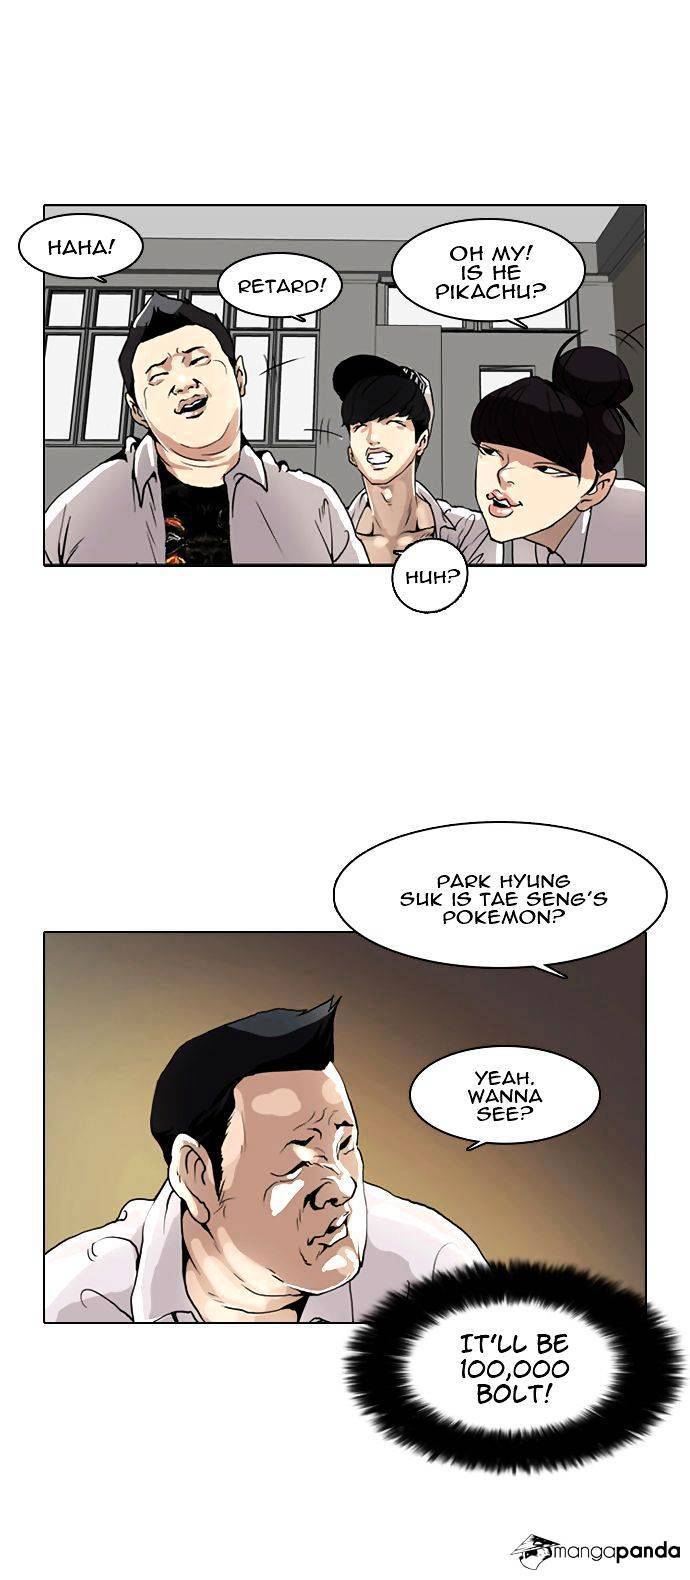 HAHA!
RETARD!
OH MY!
IS HE
PIKACHU?
HUH?
PARK HYUNG
SUK IS TAE SENG'S
POKEMON?
YEAH.
WANNA
SEE?
IT'LL BE
100,000
BOLT!
mangapanda